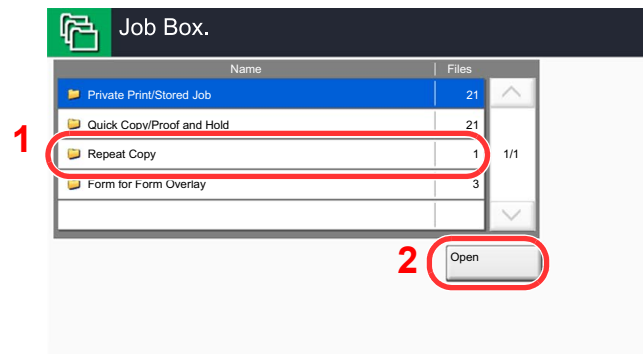 Job Box.
Name Files
Private Print/Stored Job 21
Quick Copy/Proof and Hold 21
1 Repeat Copy 1 1/1
Form for Form Overlay 3
2 Open